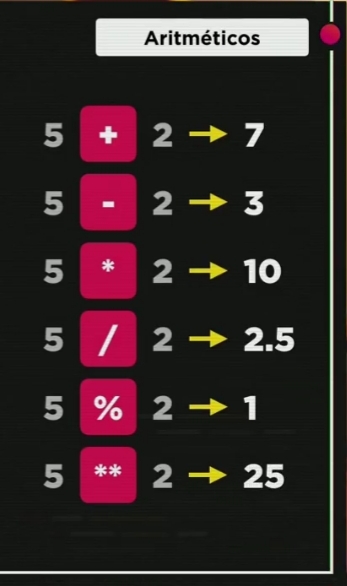 Aritméticos
5 + 2 → 7
5 - 2 → 3
5 * 2 → 10
5 / 2 → 2.5
5 % 2 → 1
5 ** 2 → 25